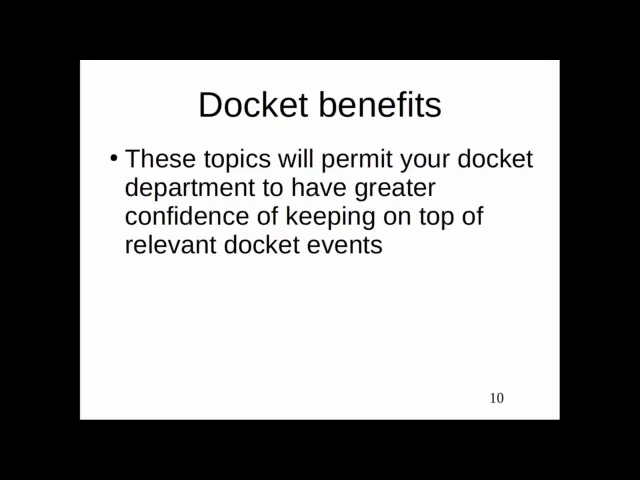 Docket benefits
• These topics will permit your docket
department to have greater
confidence of keeping on top of
relevant docket events
10